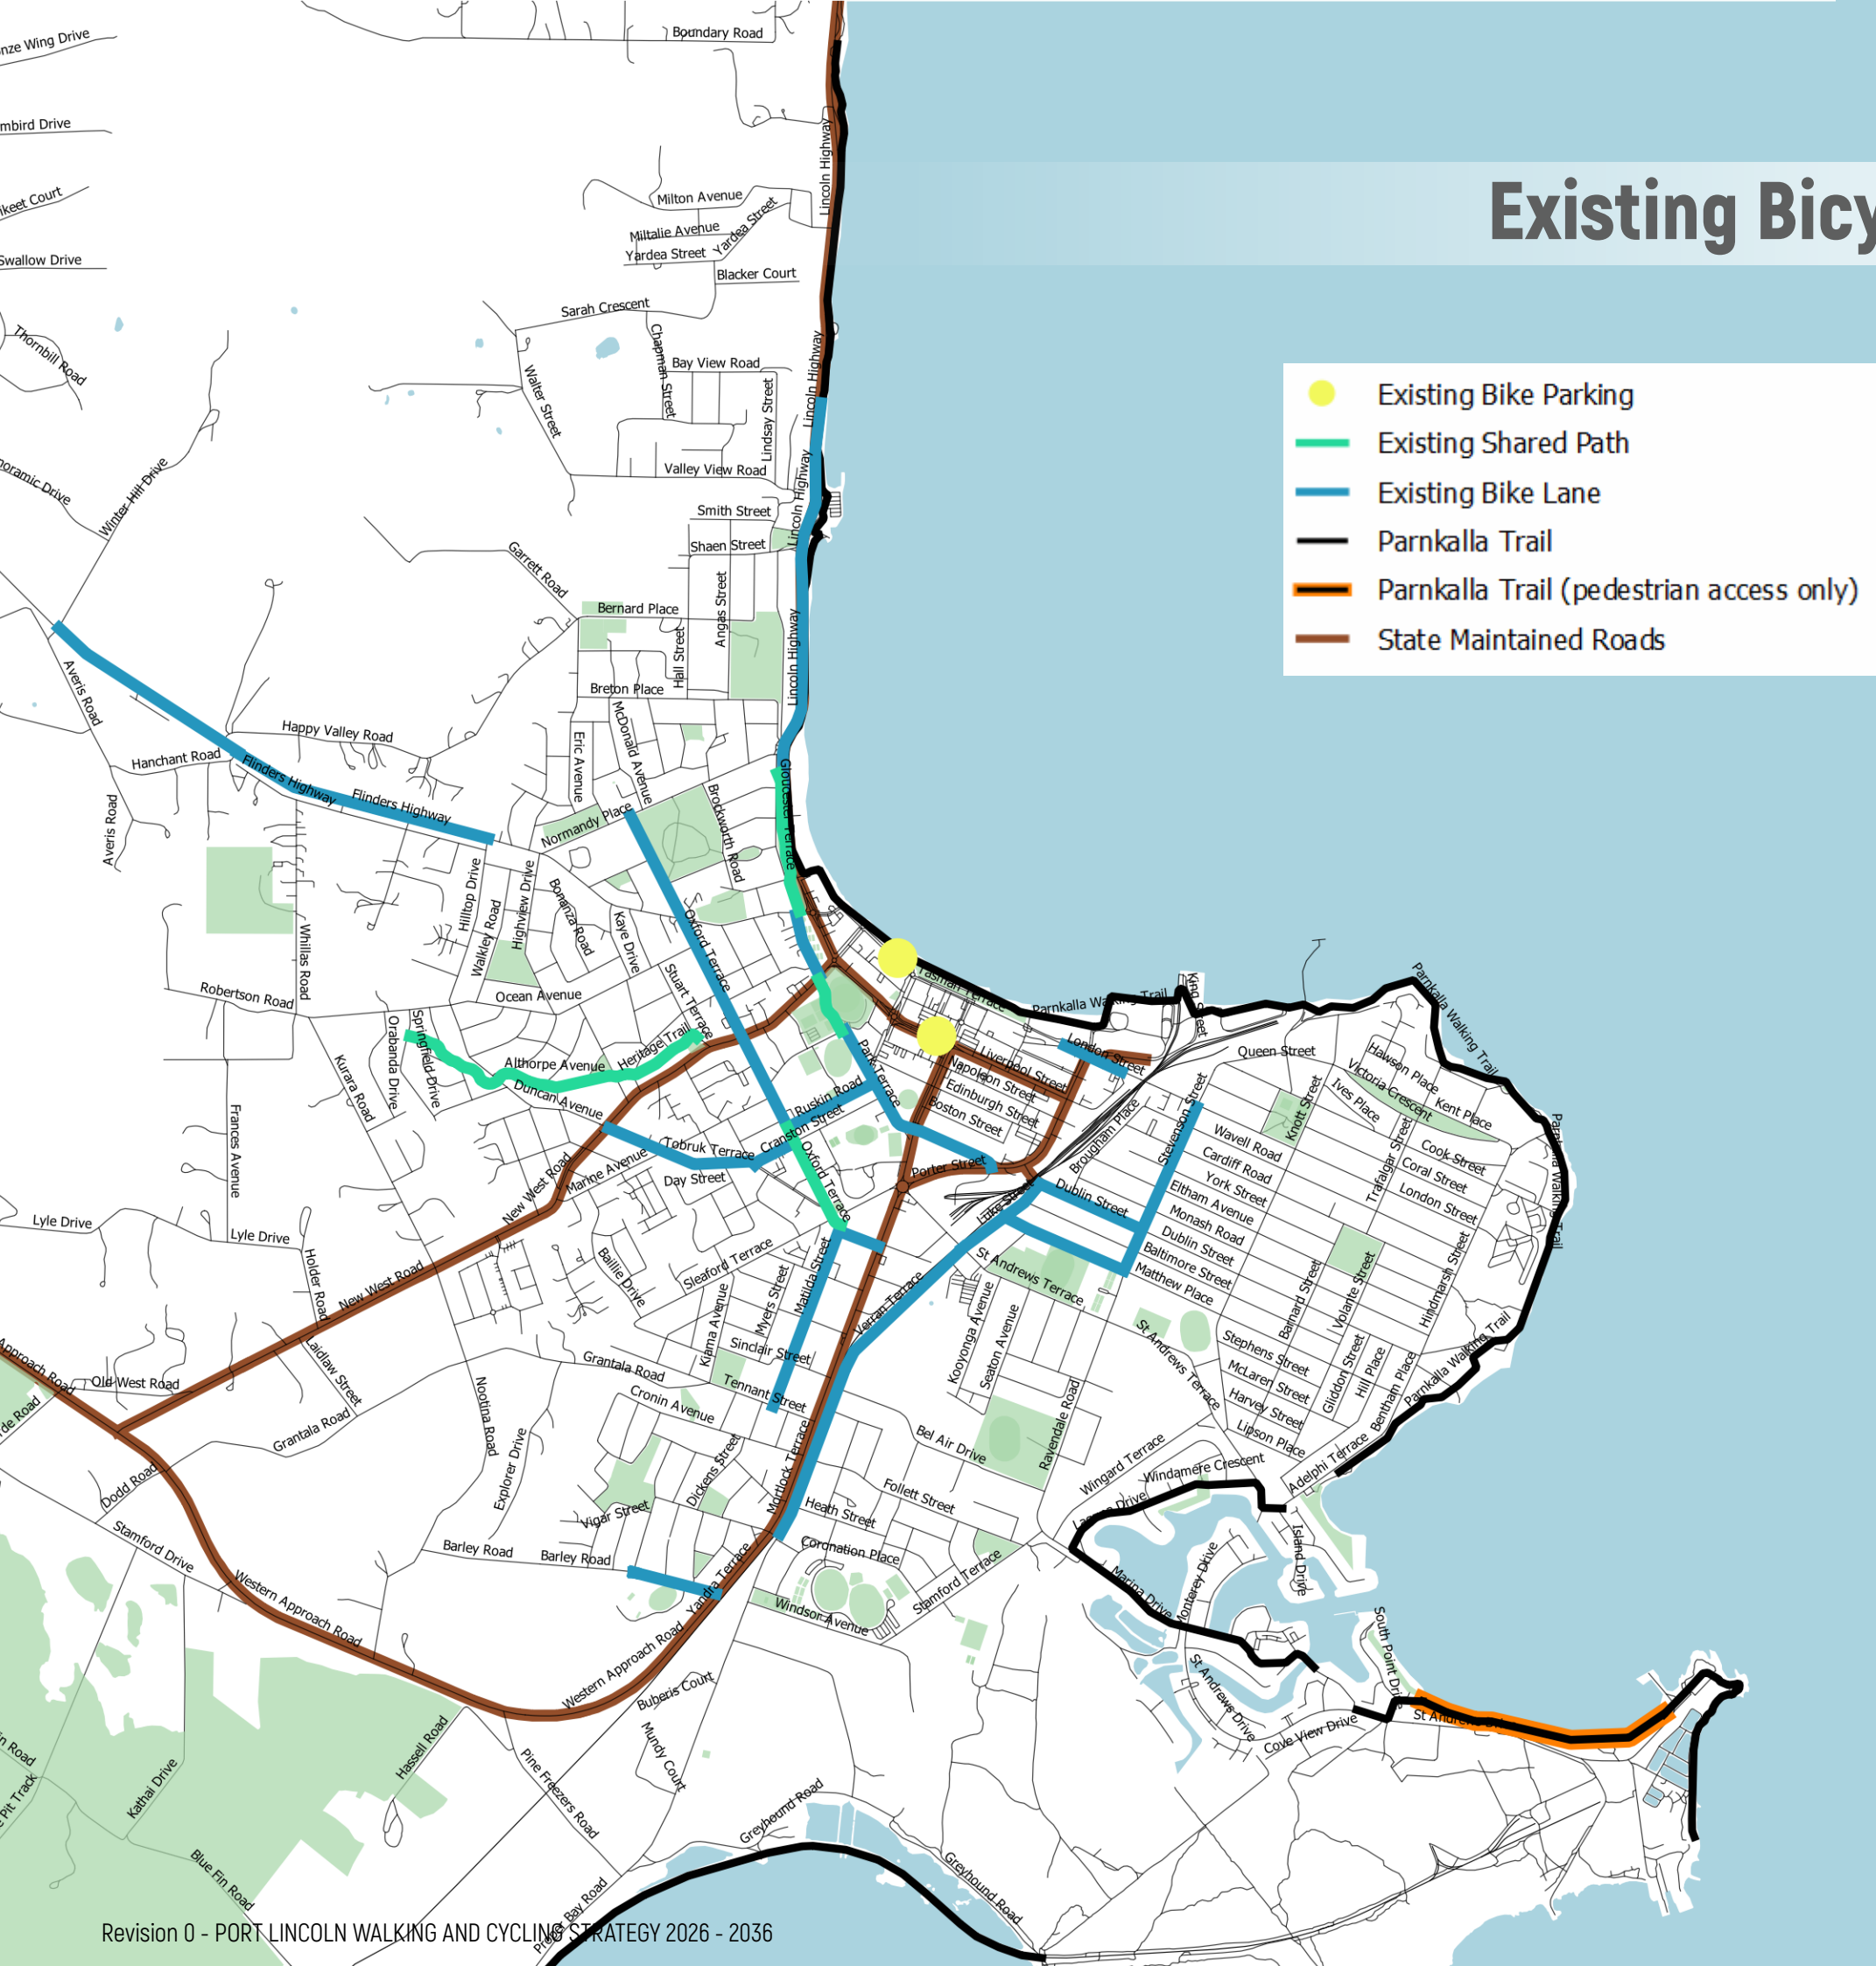 Boundary Road
Lincoln Highway
mbird Drive
Milton Avenue
ikeet Court
Miltalie Avenue
Yardea Street
Yardea Street
Existing Bicy
Swallow Drive
Blacker Court
Sarah Crescent
Thornbill Road
Chapman Street
Bay View Road
Lincoln Highway
Walter Street
Lindsay Street
Existing Bike Parking
Existing Shared Path
Existing Bike Lane
Parnkalla Trail
Parnkalla Trail (pedestrian access only)
State Maintained Roads
noramic Drive
Winter Hill Drive
Valley View Road
Lincoln Highway
Smith Street
Shaen Street
Garrett Road
Angas Street
Bernard Place
Hall Street
Lincoln Highway
Averis Road
Breton Place
McDonald Avenue
Happy Valley Road
Eric Avenue
Hanchant Road
Flinders Highway
Flinders Highway
Gloucester Terrace
Normandy Place
Brockworth Road
Averis Road
Hilltop Drive
Highview Drive
Walkley Road
Bonanza Road
Kaye Drive
Oxford Terrace
Whillas Road
Stuart Terrace
Tasman Terrace
Parnkalla Walking Trail
King Street
Parnkalla Walking Trail
Robertson Road
Ocean Avenue
Orabanda Drive
Springfield Drive
Heritage Trail
Althorpe Avenue
Duncan Avenue
Kurara Road
Park Terrace
Ruskin Road
Cranston Street
London Street
Liverpool Street
Napoleon Street
Edinburgh Street
Boston Street
Queen Street
Hawson Place
Victoria Crescent
Kent Place
Ives Place
Knott Street
Brougham Place
Stevenson Street
Wavell Road
Cardiff Road
York Street
Eltham Avenue
Monash Road
Dublin Street
Baltimore Street
Matthew Place
Trafalgar Street
Cook Street
Coral Street
London Street
Parnkalla Walking Trail
Frances Avenue
Tobruk Terrace
Marine Avenue
Day Street
Oxford Terrace
Porter Street
Luke Street
Dublin Street
New West Road
Lyle Drive
Lyle Drive
Holder Road
Baillie Drive
Sleaford Terrace
Matilda Street
Myers Street
Kiama Avenue
Sinclair Street
Verran Terrace
St Andrews Terrace
Kooyonga Avenue
Seaton Avenue
St Andrews Terrace
Barnard Street
Volante Street
Hindmarsh Street
New West Road
Approach Road
Old West Road
Laidlaw Street
Grantala Road
Grantala Road
Nootina Road
Cronin Avenue
Tennant Street
Stephens Street
McLaren Street
Harvey Street
Lipson Place
Gliddon Street
Hill Place
Bentham Place
Parnkalla Walking Trail
Adelphi Terrace
Dodd Road
Explorer Drive
Dickens Street
Mortlock Terrace
Bel Air Drive
Ravendale Road
Wingard Terrace
Windamere Crescent
Vigar Street
Follett Street
Heath Street
Coronation Place
Stamford Drive
Barley Road
Barley Road
Yandra Terrace
Stamford Terrace
Windsor Avenue
Marina Drive
Monterey Drive
Island Drive
South Point Drive
Western Approach Road
Western Approach Road
Buberis Court
Mundy Court
St Andrews Drive
Cove View Drive
Hassell Road
Pine Freezers Road
Pit Track
Kathai Drive
Greyhound Road
Greyhound Road
Blue Fin Road
Revision 0 - PORT LINCOLN WALKING AND CYCLING STRATEGY 2026 - 2036